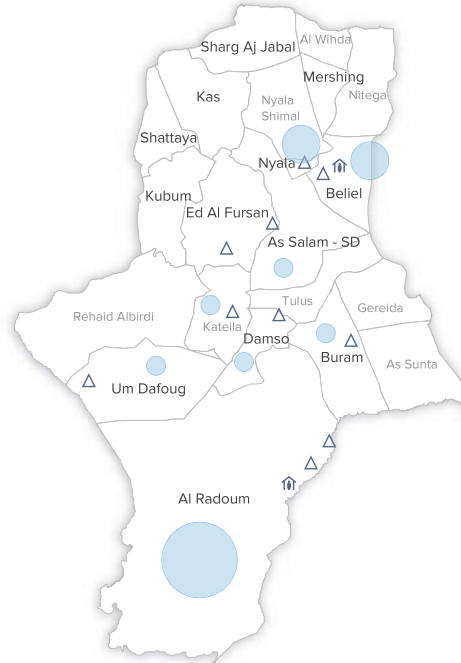 Al Wihda
Sharg Aj Jabal
Mershing
Kas
Nitega
Nyala
Shimal
Shattaya
Nyala
Kubum
Beliel
Ed Al Fursan
As Salam - SD
Tulus
Gereida
Rehaid Albirdi
Kateila
Damso
Buram
As Sunta
Um Dafoug
Al Radoum